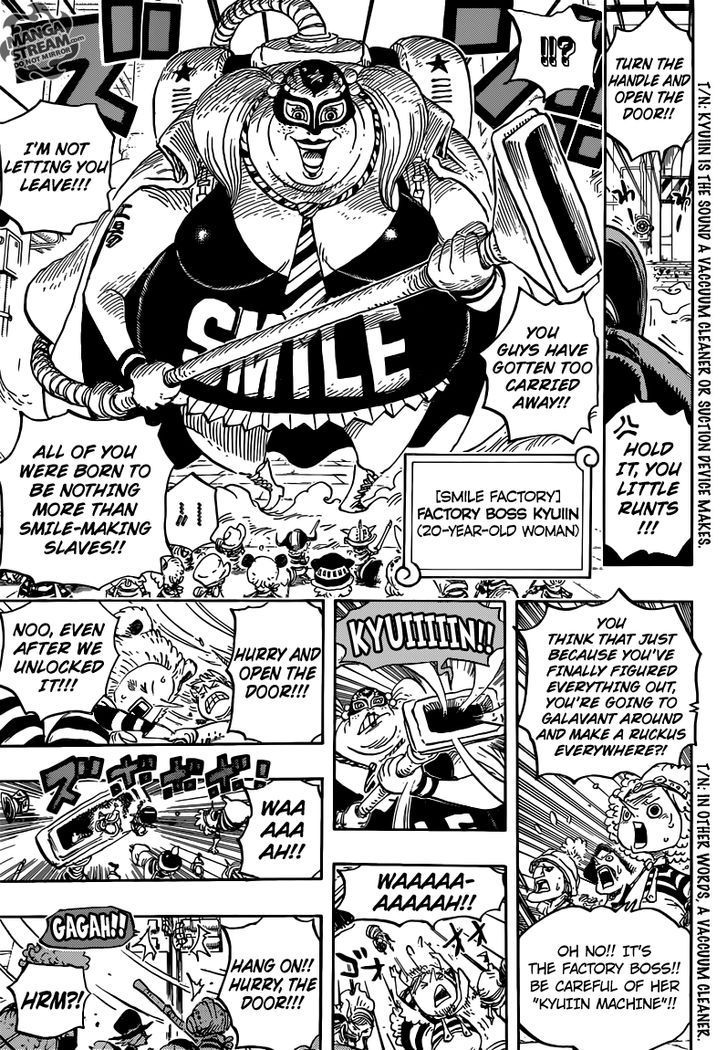 MANGA
STREAM.COM
DO NOT MIRROR
TURN THE
HANDLE AND
OPEN THE
DOOR!!
HOLD
IT, YOU
LITTLE
RUNTS
!!!
T/N: KYUIIN IS THE SOUND A VACCUUM CLEANER OR SUCTION DEVICE MAKES.
!!?
I'M NOT
LETTING YOU
LEAVE!!!
SMILE
YOU
GUYS HAVE
GOTTEN TOO
CARRIED
AWAY!!
ALL OF YOU
WERE BORN TO
BE NOTHING
MORE THAN
SMILE-MAKING
SLAVES!!
[SMILE FACTORY]
FACTORY BOSS KYUIIN
(20-YEAR-OLD WOMAN)
YOU
THINK THAT JUST
BECAUSE YOU'VE
FINALLY FIGURED
EVERYTHING OUT,
YOU'RE GOING TO
GALAVANT AROUND
AND MAKE A RUCKUS
EVERYWHERE?!
OH NO!! IT'S
THE FACTORY BOSS!!
BE CAREFUL OF HER
"KYUIIN MACHINE"!!
T/N: IN OTHER WORDS, A VACCUUM CLEANER.
KYUIIIIIN!!
WAAAAA-
AAAAAH!!
HURRY AND
OPEN THE
DOOR!!!
NOO, EVEN
AFTER WE
UNLOCKED
IT!!!
ズボボボ!!
WAA
AAA
AH!!
GAGAH!!
HANG ON!!
HURRY, THE
DOOR!!!
HRM?!